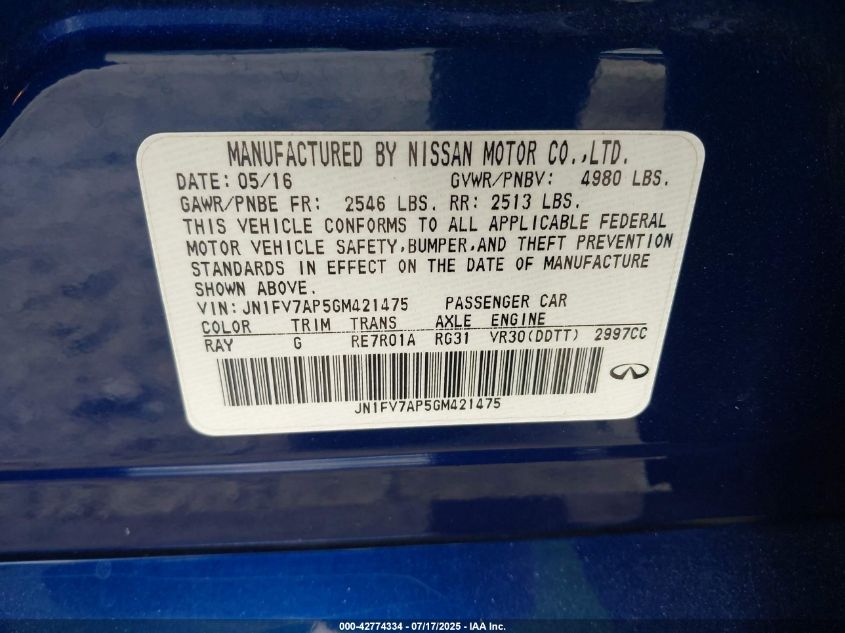 MANUFACTURED BY NISSAN MOTOR CO.,LTD.
DATE: 05/16 GVWR/PNBV: 4980 LBS.
GAWR/PNBE FR: 2546 LBS. RR: 2513 LBS.
THIS VEHICLE CONFORMS TO ALL APPLICABLE FEDERAL
MOTOR VEHICLE SAFETY,BUMPER,AND THEFT PREVENTION
STANDARDS IN EFFECT ON THE DATE OF MANUFACTURE
SHOWN ABOVE.
VIN: JN1FV7AP5GM421475 PASSENGER CAR
COLOR TRIM TRANS AXLE ENGINE
RAY G RE7R01A RG31 VR30(DDTT) 2997CC
JN1FV7AP5GM421475
000-42774334 - 07/17/2025 - IAA Inc.